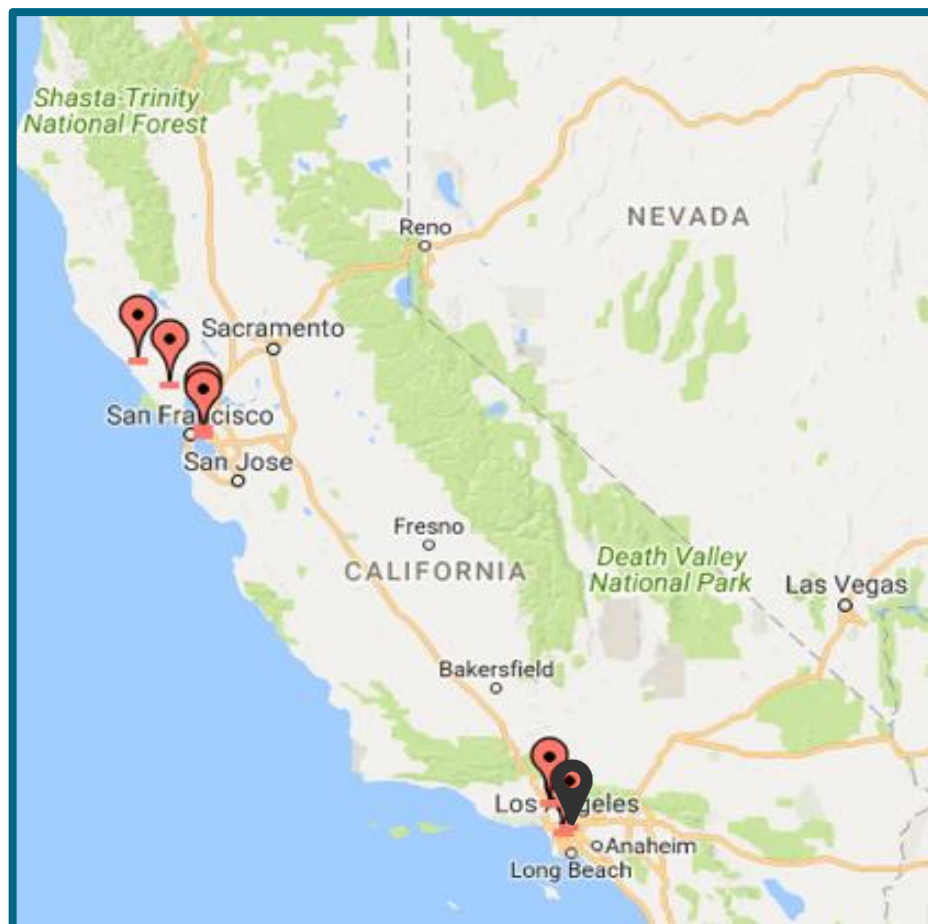 Shasta-Trinity
National Forest
NEVADA
Reno
Sacramento
San Francisco
San Jose
Fresno
CALIFORNIA
Death Valley
National Park
Las Vegas
Bakersfield
Los Angeles
Anaheim
Long Beach